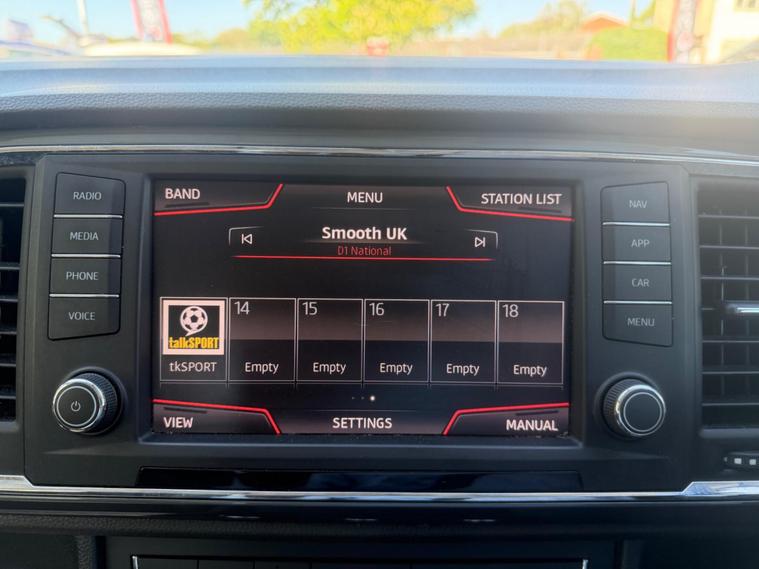 BAND
MENU
STATION LIST
Smooth UK
D1 National
RADIO
MEDIA
PHONE
VOICE
NAV
APP
CAR
MENU
talkSPORT
tkSPORT
14
Empty
15
Empty
16
Empty
17
Empty
18
Empty
VIEW
SETTINGS
MANUAL